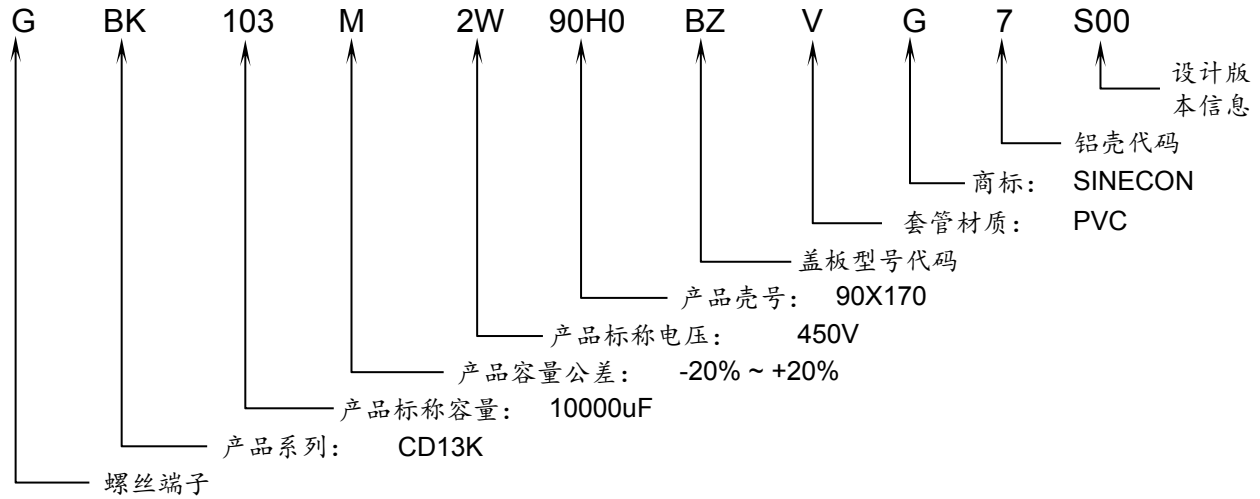 G BK 103 M 2W 90H0 BZ V G 7 S00
设计版
本信息
铝壳代码
商标： SINECON
套管材质： PVC
盖板型号代码
产品壳号： 90X170
产品标称电压： 450V
产品容量公差： -20% ~ +20%
产品标称容量： 10000uF
产品系列： CD13K
螺丝端子